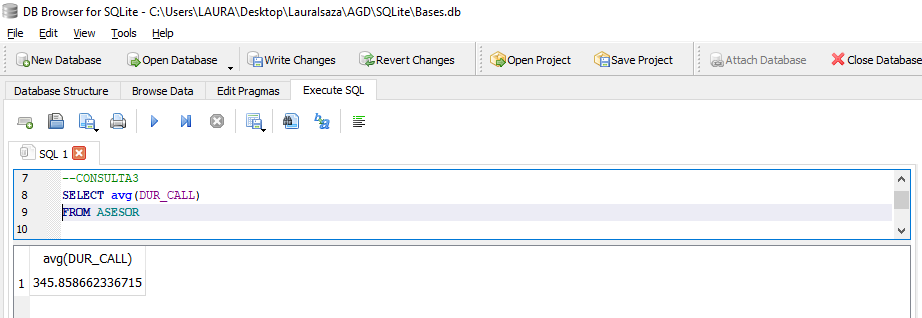 DB Browser for SQLite - C:\Users\LAURA\Desktop\Lauralsaza\AGD\SQLite\Bases.db
File Edit View Tools Help
New Database Open Database Write Changes Revert Changes Open Project Save Project Attach Database Close Database
Database Structure Browse Data Edit Pragmas Execute SQL
SQL 1
7 --CONSULTA3
8 SELECT avg(DUR_CALL)
9 FROM ASESOR
10
avg(DUR_CALL)
1 345.858662336715